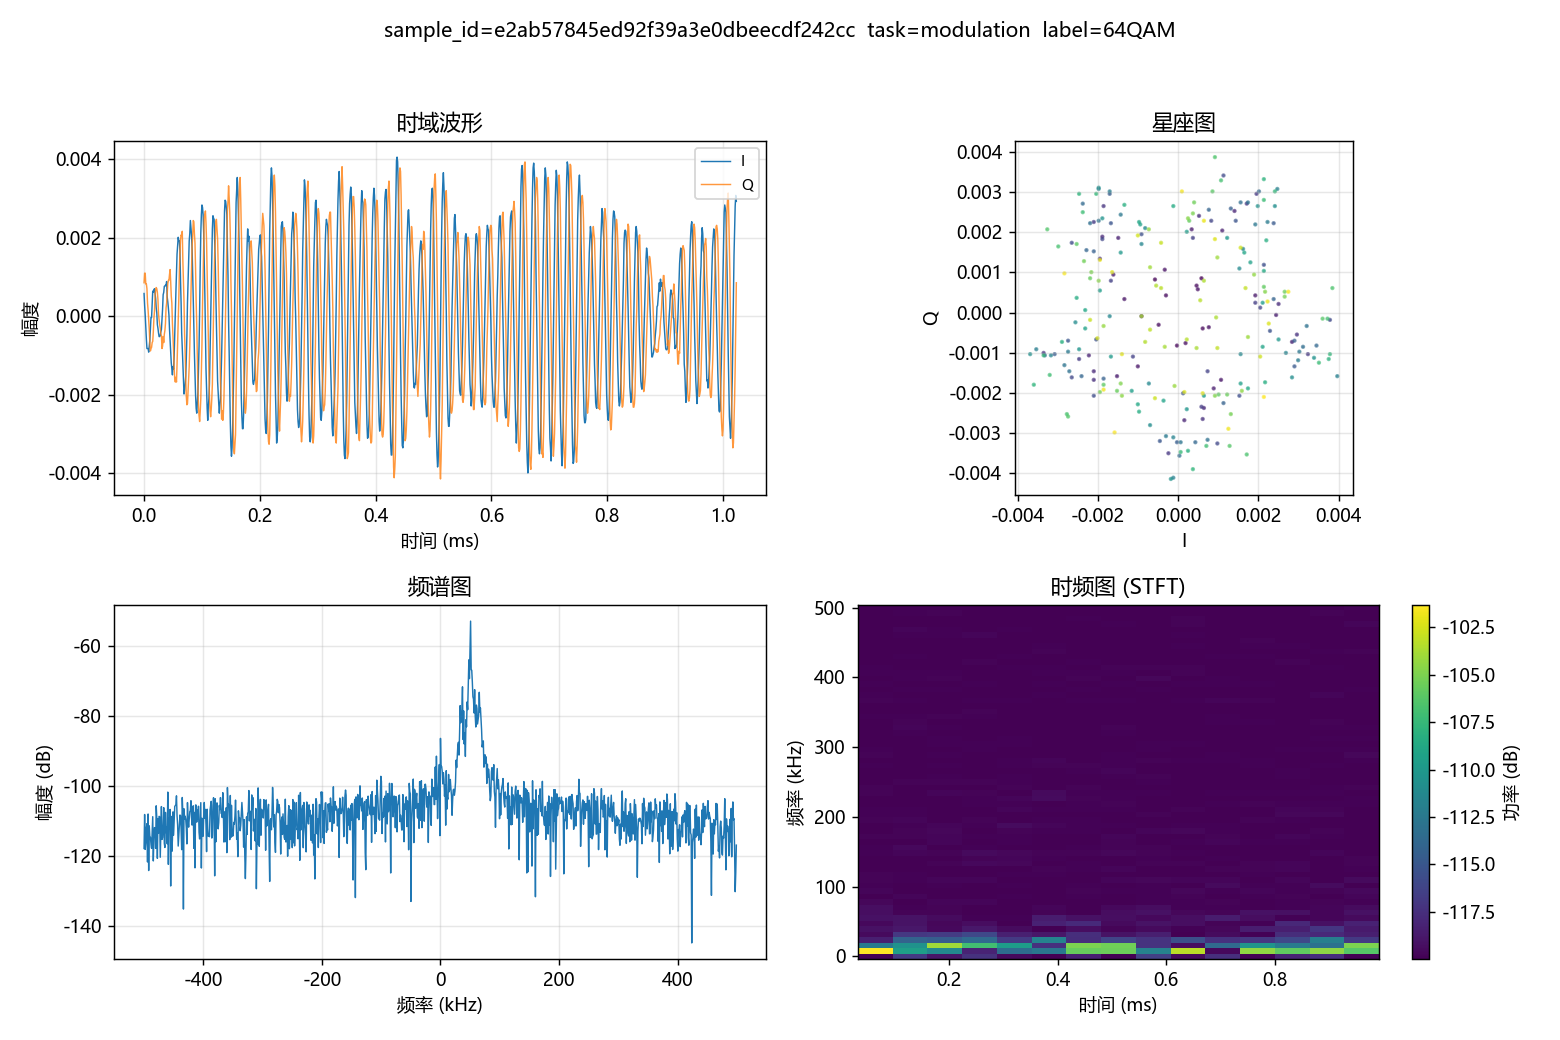 sample_id=e2ab57845ed92f39a3e0dbeecdf242cc  task=modulation  label=64QAM
时域波形
幅度
0.004
0.002
0.000
-0.002
-0.004
I
Q
0.0 0.2 0.4 0.6 0.8 1.0
时间 (ms)
星座图
Q
0.004
0.003
0.002
0.001
0.000
-0.001
-0.002
-0.003
-0.004
-0.004 -0.002 0.000 0.002 0.004
I
频谱图
幅度 (dB)
-60
-80
-100
-120
-140
-400 -200 0 200 400
频率 (kHz)
时频图 (STFT)
频率 (kHz)
500
400
300
200
100
0
0.2 0.4 0.6 0.8
时间 (ms)
-102.5
-105.0
-107.5
-110.0
-112.5
-115.0
-117.5
功率 (dB)